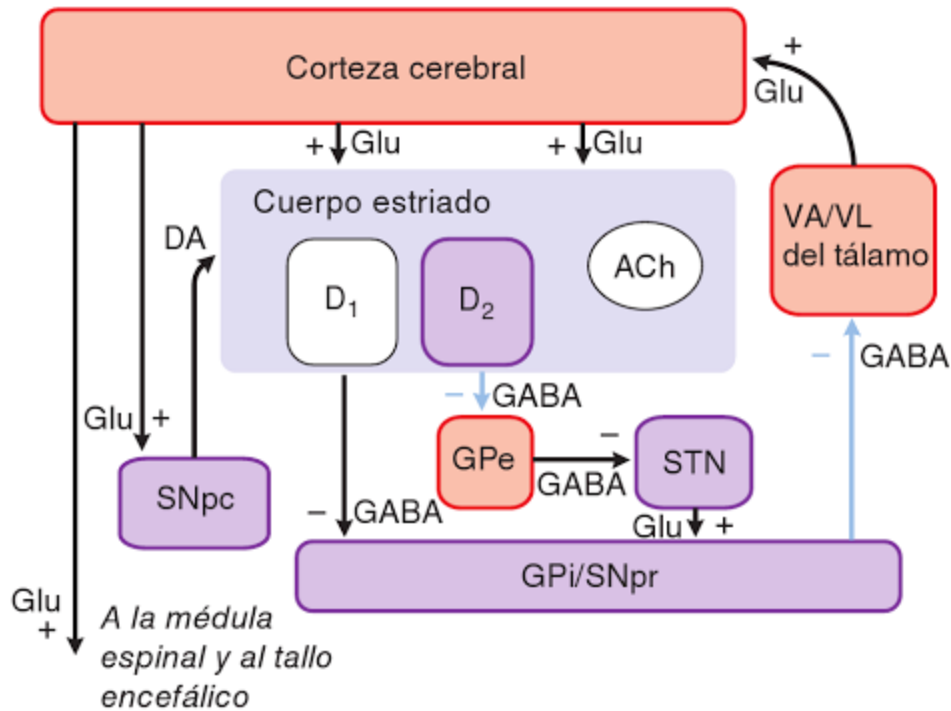 Corteza cerebral
+
Glu
+ Glu
+ Glu
Cuerpo estriado
VA/VL
del tálamo
DA
D1
D2
ACh
– GABA
– GABA
Glu +
GPe
–
GABA
STN
SNpc
– GABA
Glu +
GPi/SNpr
Glu
+
A la médula
espinal y al tallo
encefálico